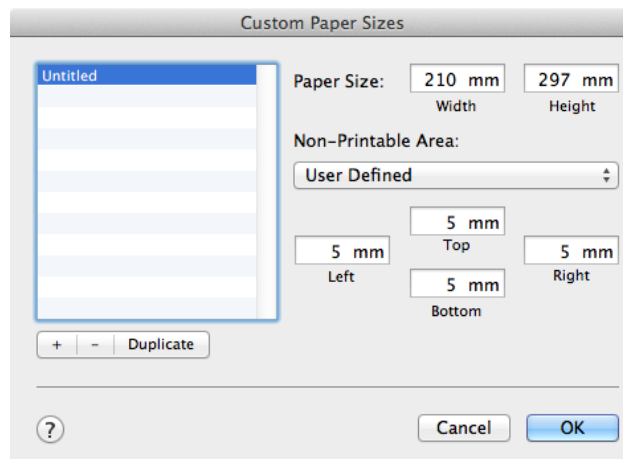 Custom Paper Sizes
Untitled
Paper Size: 210 mm 297 mm
Width Height
Non-Printable Area:
User Defined
5 mm
Top
5 mm 5 mm
Left Right
5 mm
Bottom
+ - Duplicate
? Cancel OK